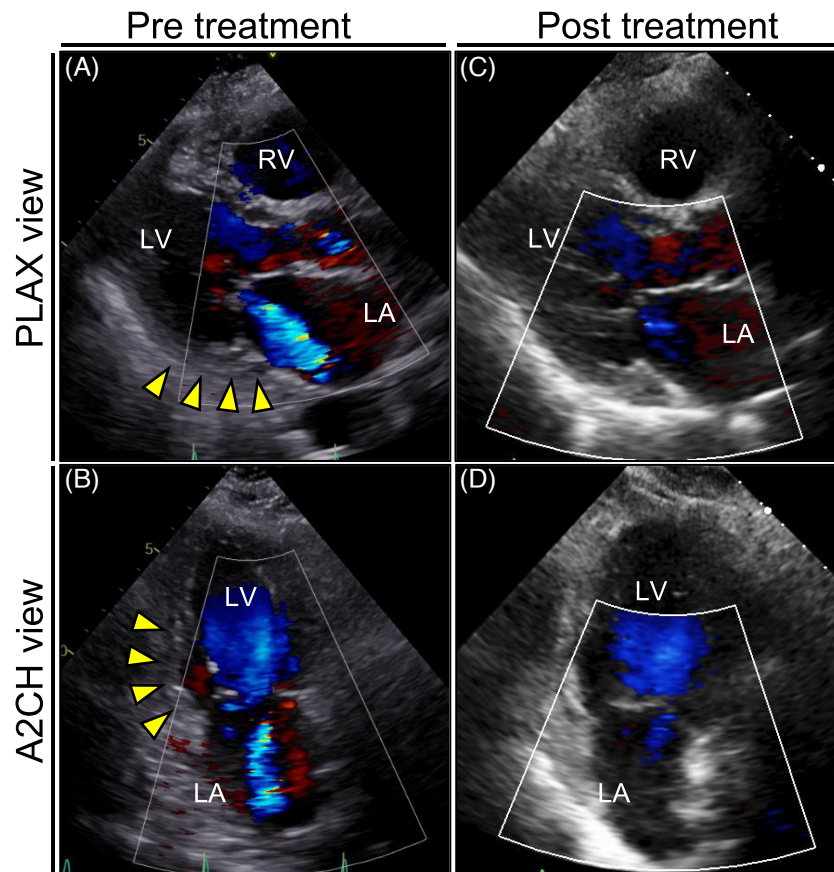 Pre treatment
Post treatment
PLAX view
(A)
5
RV
LV
LA
(C)
RV
LV
LA
A2CH view
(B)
5
LV
0
LA
(D)
LV
LA